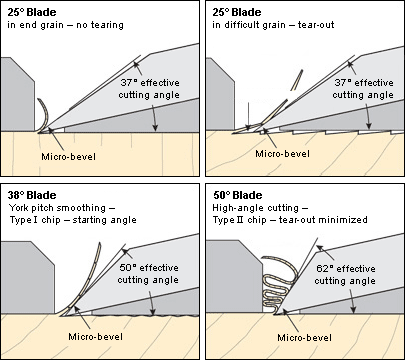 25° Blade
in end grain – no tearing
37° effective
cutting angle
Micro-bevel
25° Blade
in difficult grain – tear-out
37° effective
cutting angle
Micro-bevel
38° Blade
York pitch smoothing –
Type I chip – starting angle
50° effective
cutting angle
Micro-bevel
50° Blade
High-angle cutting –
Type II chip – tear-out minimized
62° effective
cutting angle
Micro-bevel